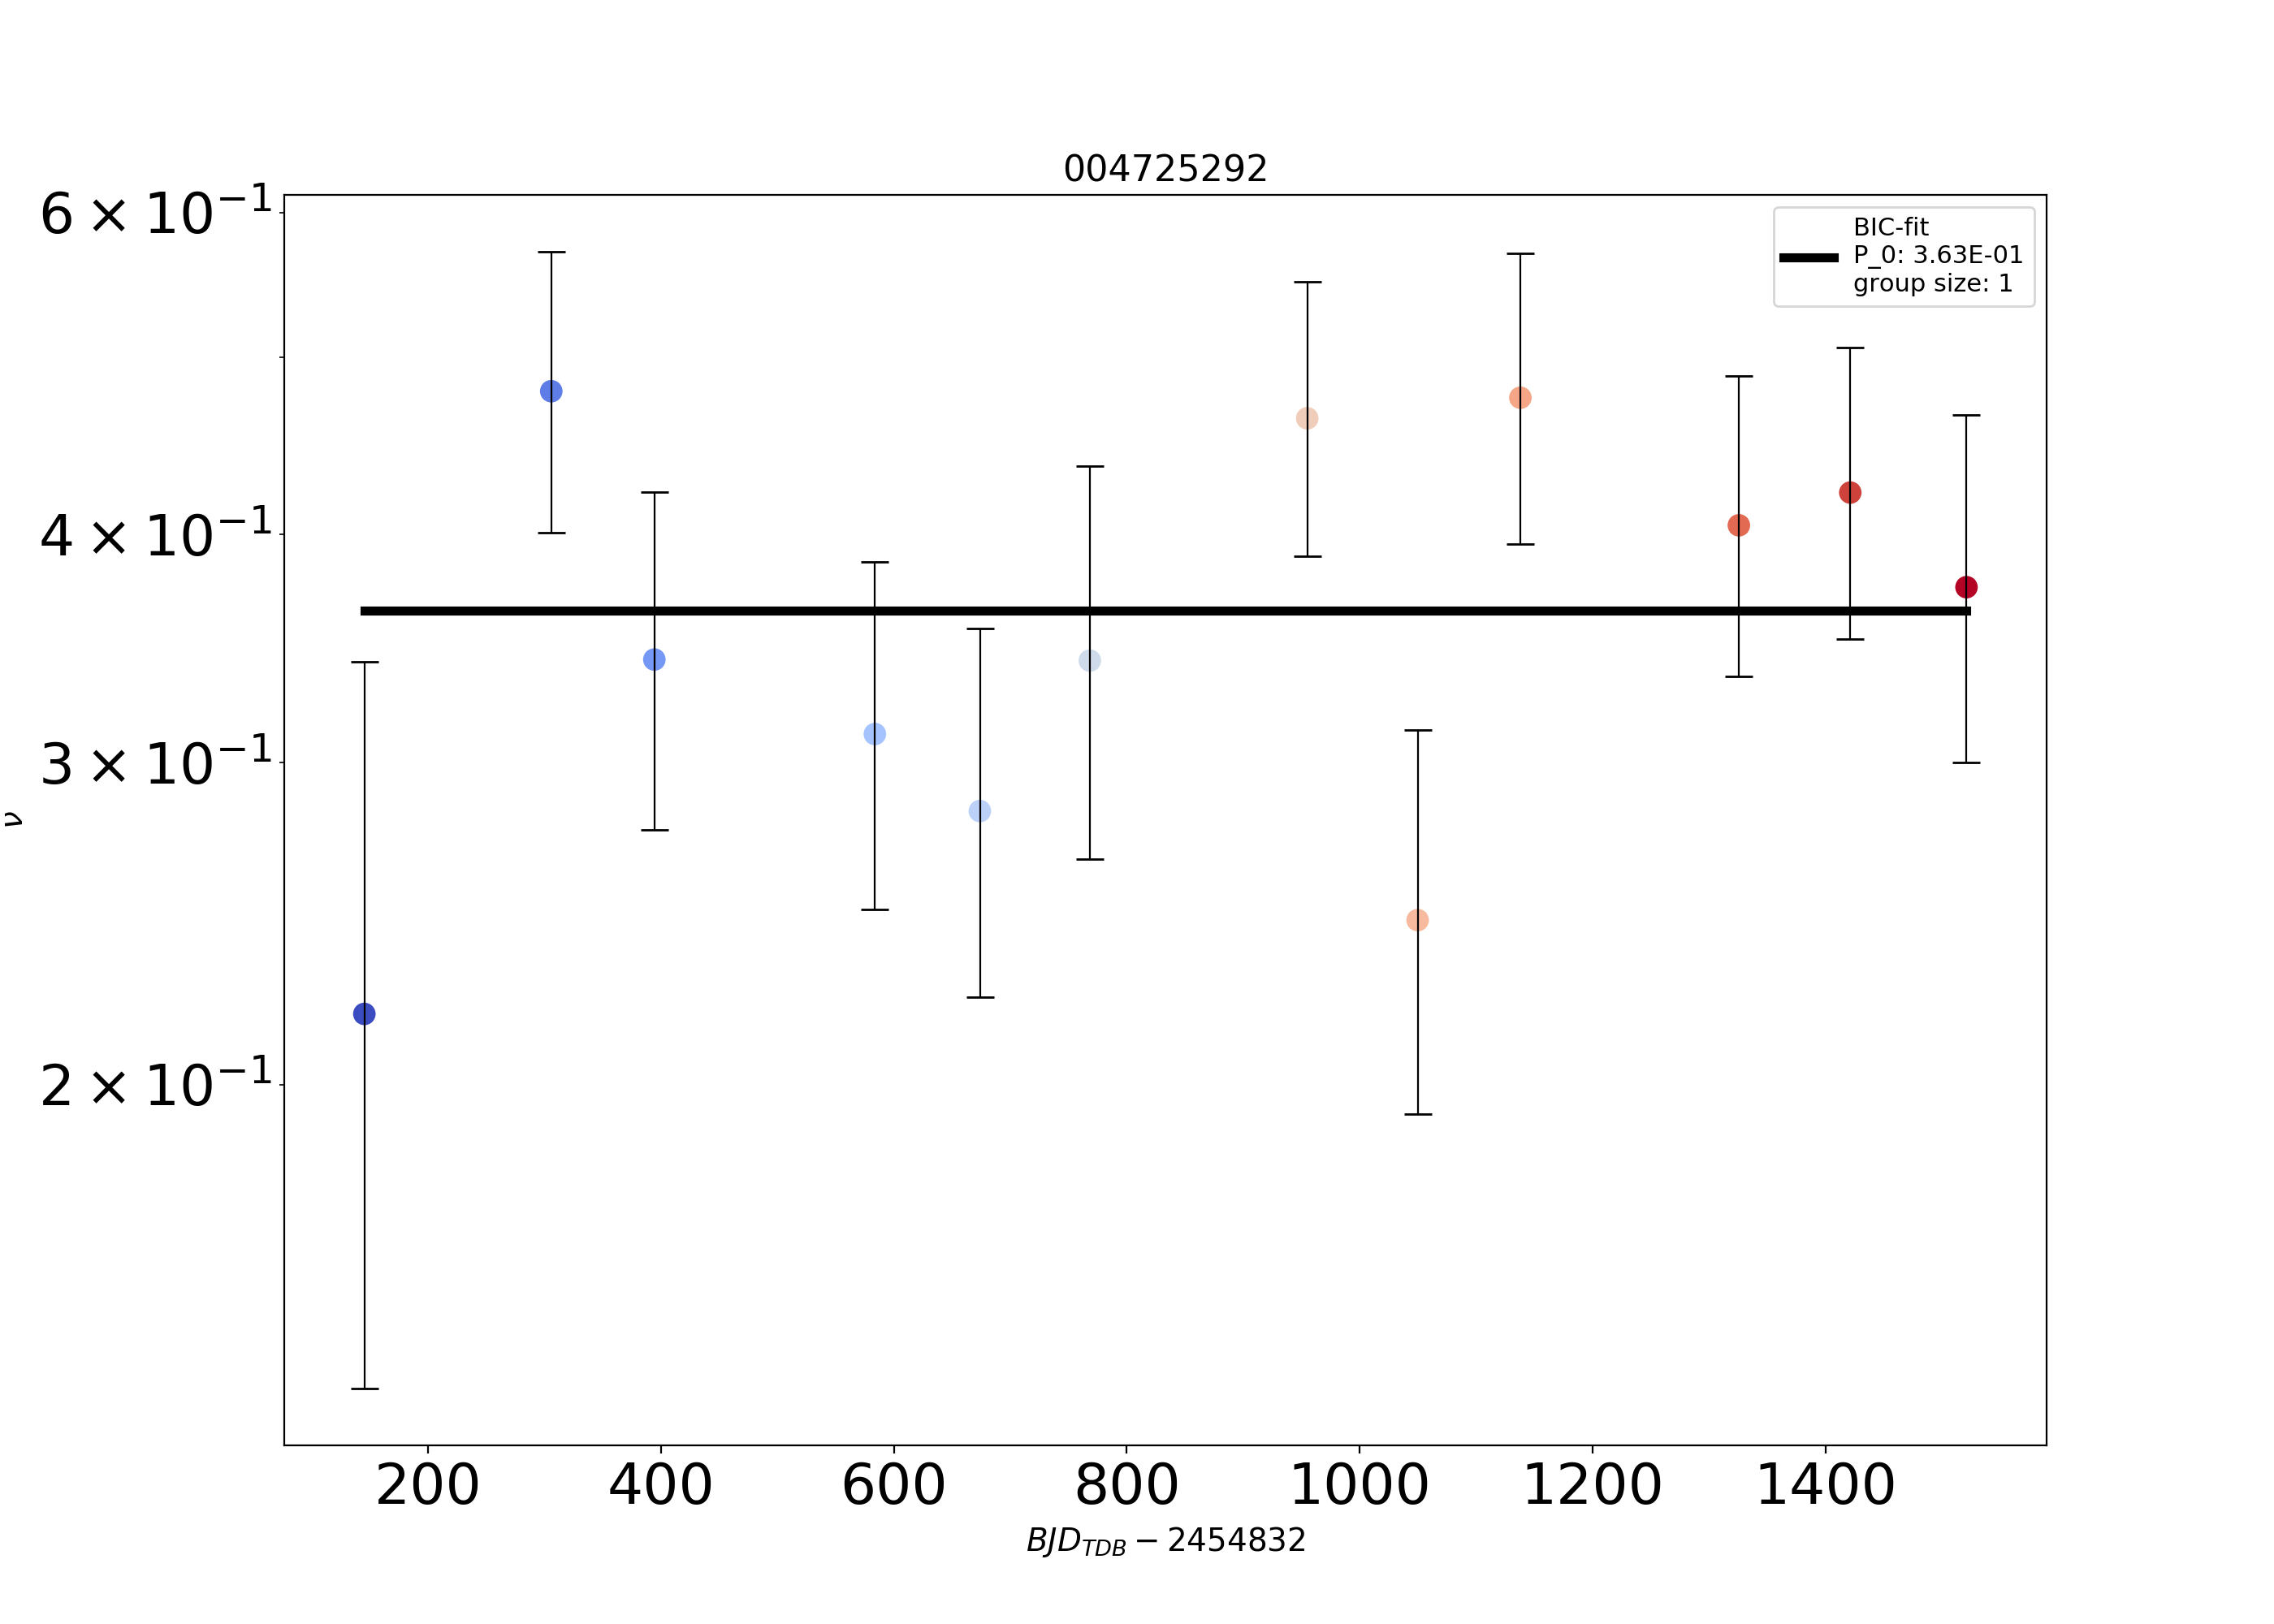 004725292
6 × 10⁻¹
4 × 10⁻¹
3 × 10⁻¹
2 × 10⁻¹
ν
BIC-fit
P_0: 3.63E-01
group size: 1
200 400 600 800 1000 1200 1400
BJD_TDB − 2454832